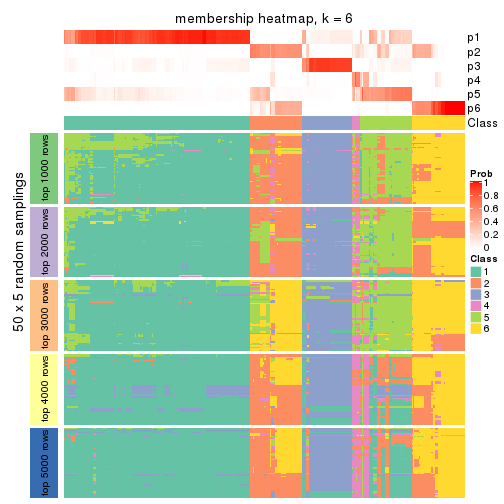 membership heatmap, k = 6
p1
p2
p3
p4
p5
p6
Class
50 x 5 random samplings
top 1000 rows
top 2000 rows
top 3000 rows
top 4000 rows
top 5000 rows
Prob
1
0.8
0.6
0.4
0.2
0
Class
1
2
3
4
5
6